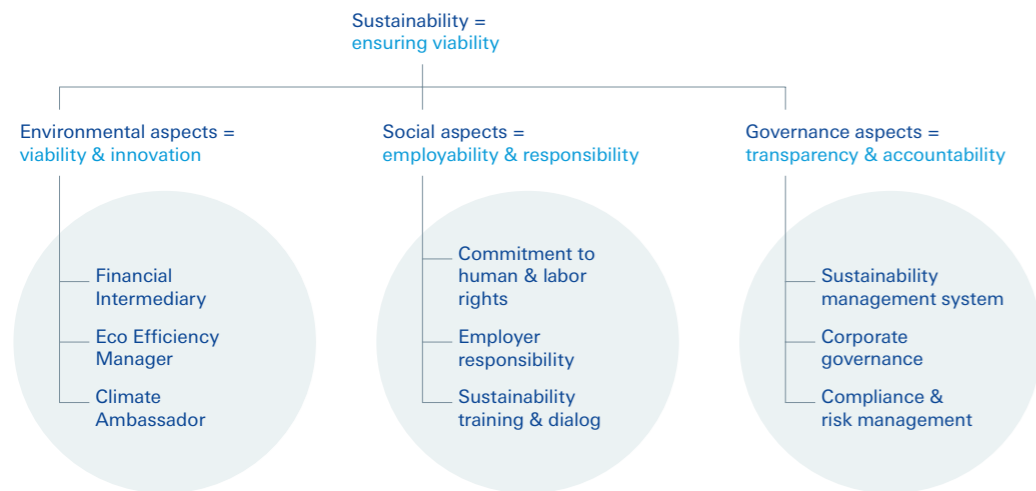 Sustainability =
ensuring viability
Environmental aspects =
viability & innovation
Financial
Intermediary
Eco Efficiency
Manager
Climate
Ambassador
Social aspects =
employability & responsibility
Commitment to
human & labor
rights
Employer
responsibility
Sustainability
training & dialog
Governance aspects =
transparency & accountability
Sustainability
management system
Corporate
governance
Compliance &
risk management